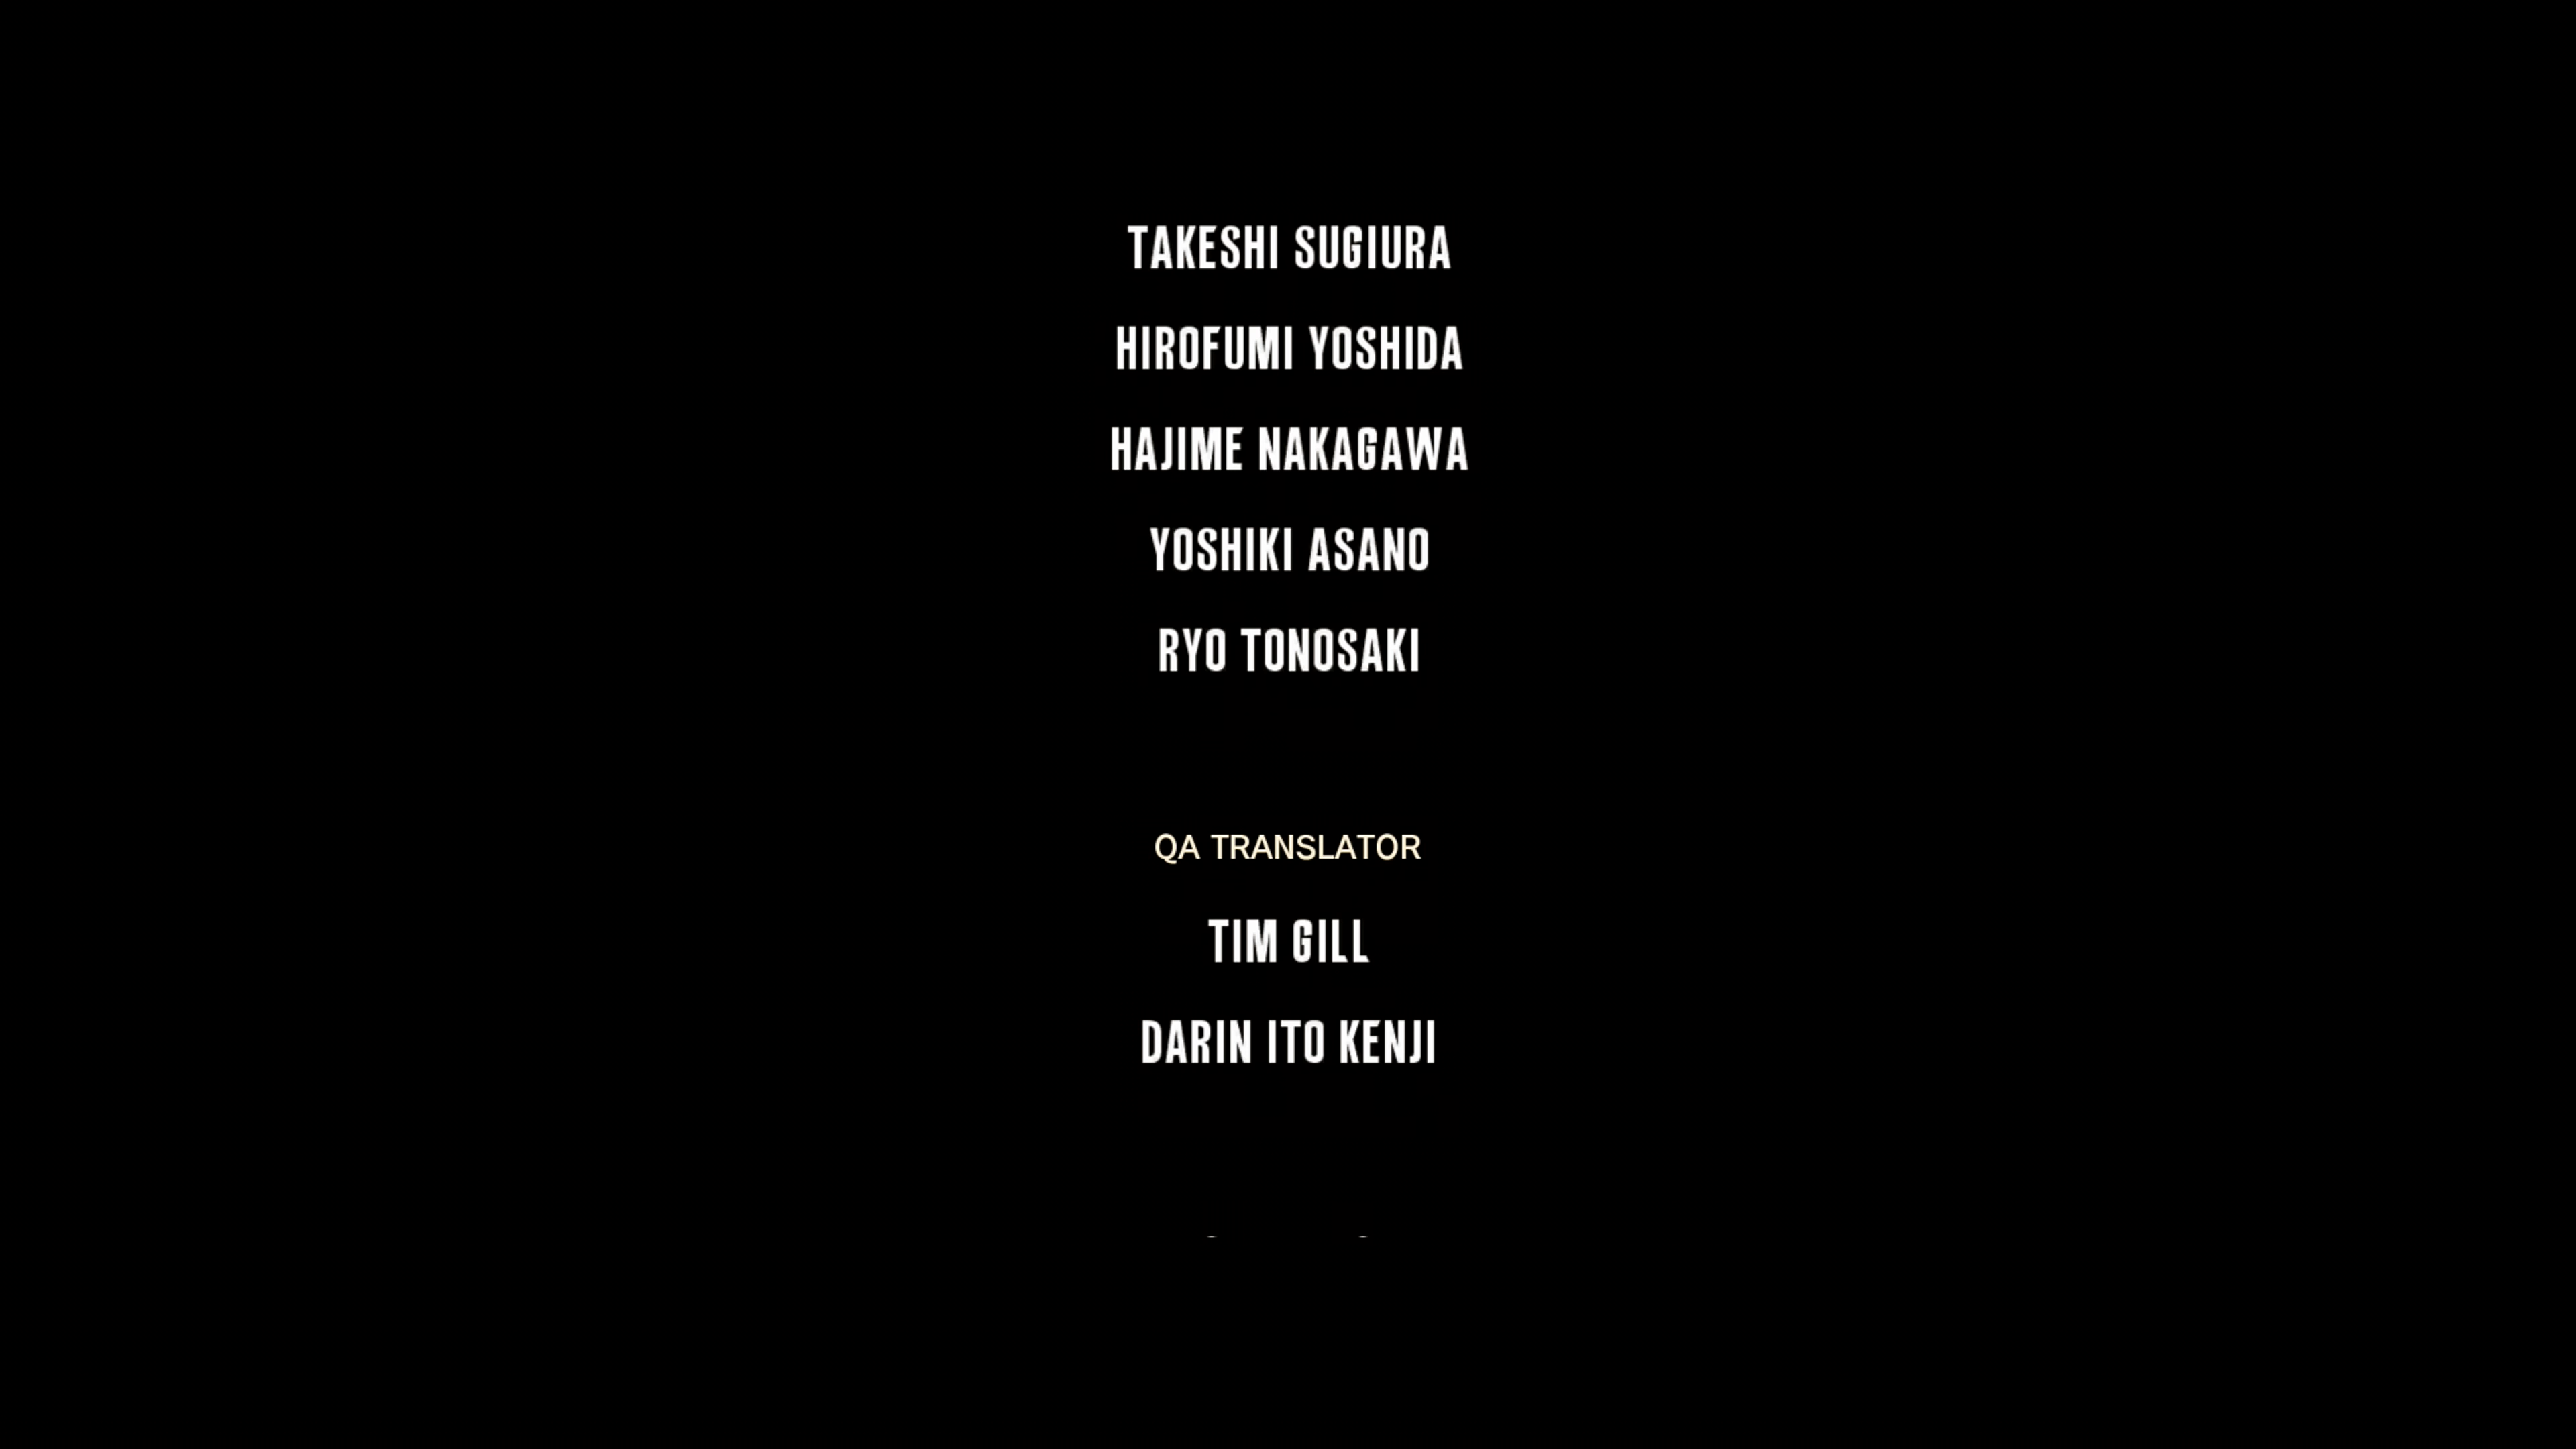 TAKESHI SUGIURA
HIROFUMI YOSHIDA
HAJIME NAKAGAWA
YOSHIKI ASANO
RYO TONOSAKI
QA TRANSLATOR
TIM GILL
DARIN ITO KENJI